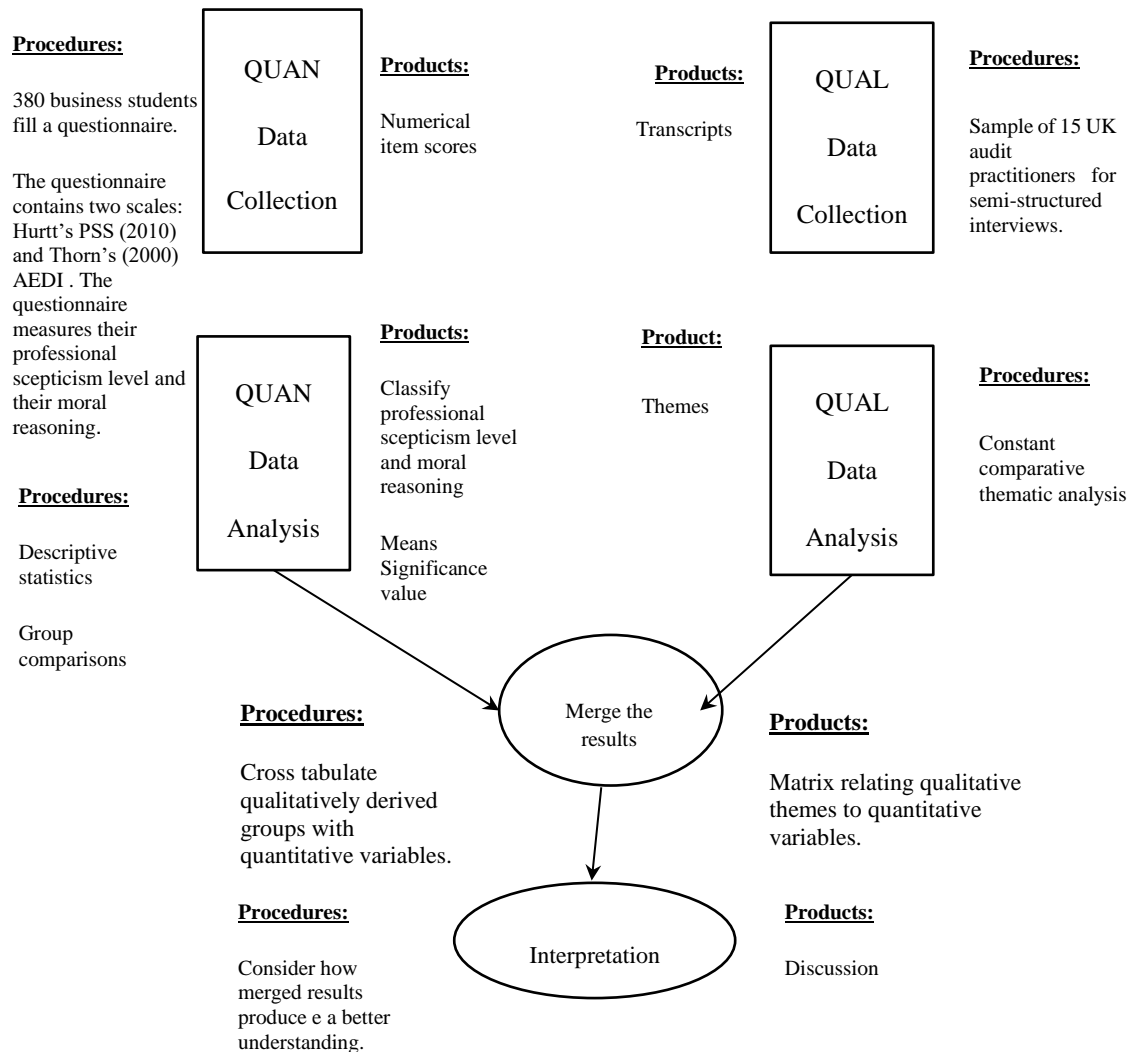 Procedures:
380 business students
fill a questionnaire.
The questionnaire
contains two scales:
Hurtt’s PSS (2010)
and Thorn’s (2000)
AEDI . The
questionnaire
measures their
professional
scepticism level and
their moral
reasoning.
QUAN
Data
Collection
Products:
Numerical
item scores
Products:
Transcripts
QUAL
Data
Collection
Procedures:
Sample of 15 UK
audit
practitioners for
semi-structured
interviews.
Procedures:
Descriptive
statistics
Group
comparisons
QUAN
Data
Analysis
Products:
Classify
professional
scepticism level
and moral
reasoning
Means
Significance
value
Product:
Themes
QUAL
Data
Analysis
Procedures:
Constant
comparative
thematic analysis
Procedures:
Cross tabulate
qualitatively derived
groups with
quantitative variables.
Merge the
results
Products:
Matrix relating qualitative
themes to quantitative
variables.
Procedures:
Consider how
merged results
produce e a better
understanding.
Interpretation
Products:
Discussion